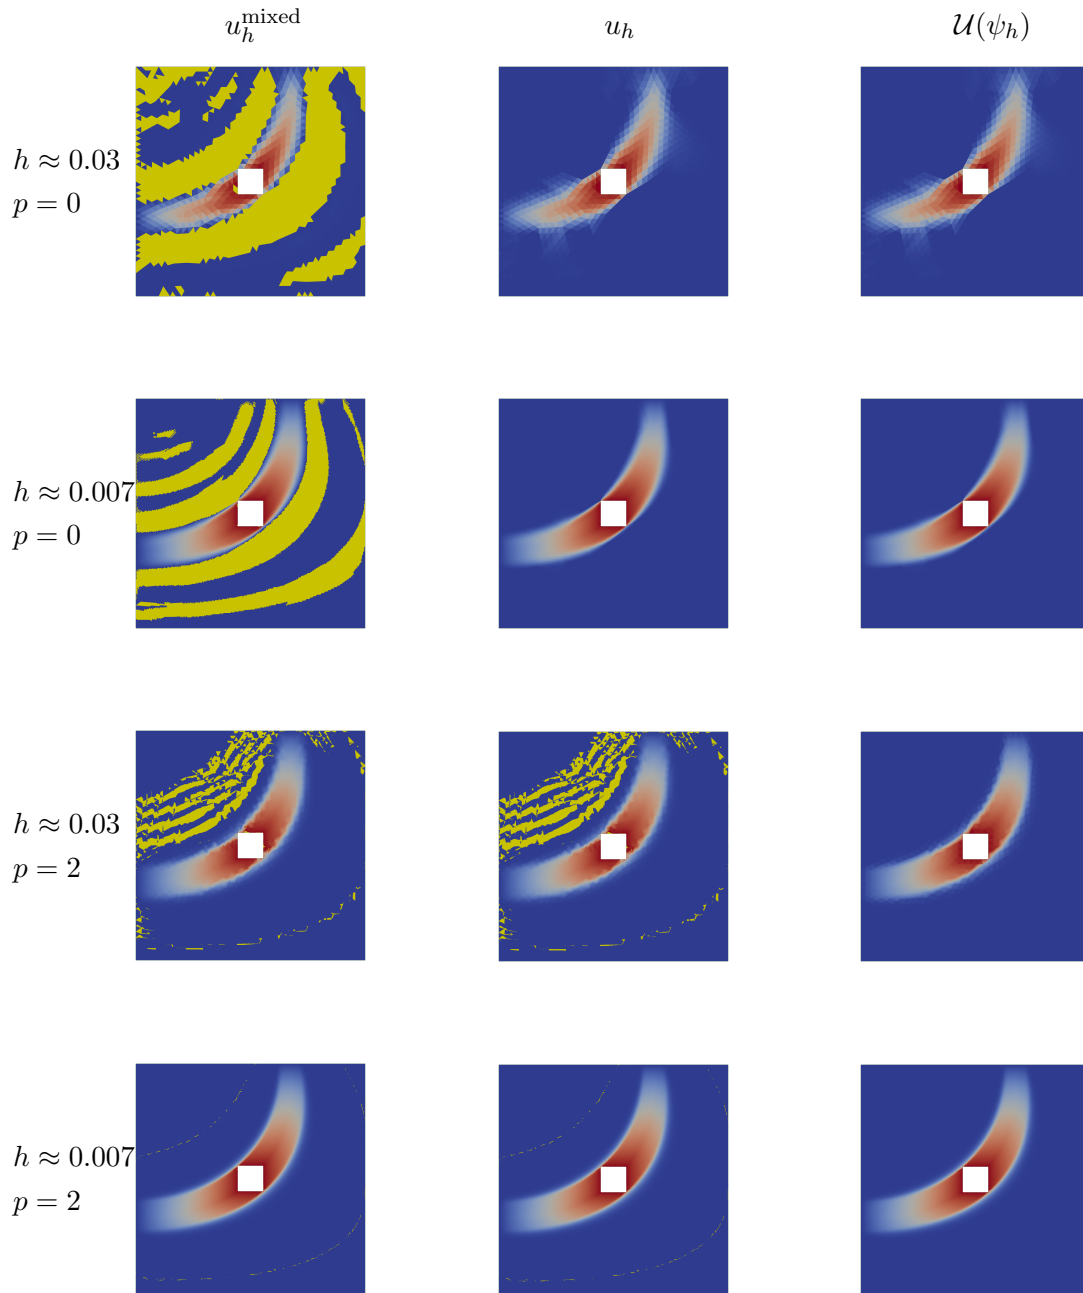 u_h^mixed u_h 𝒰(ψ_h)
h ≈ 0.03
p = 0
h ≈ 0.007
p = 0
h ≈ 0.03
p = 2
h ≈ 0.007
p = 2